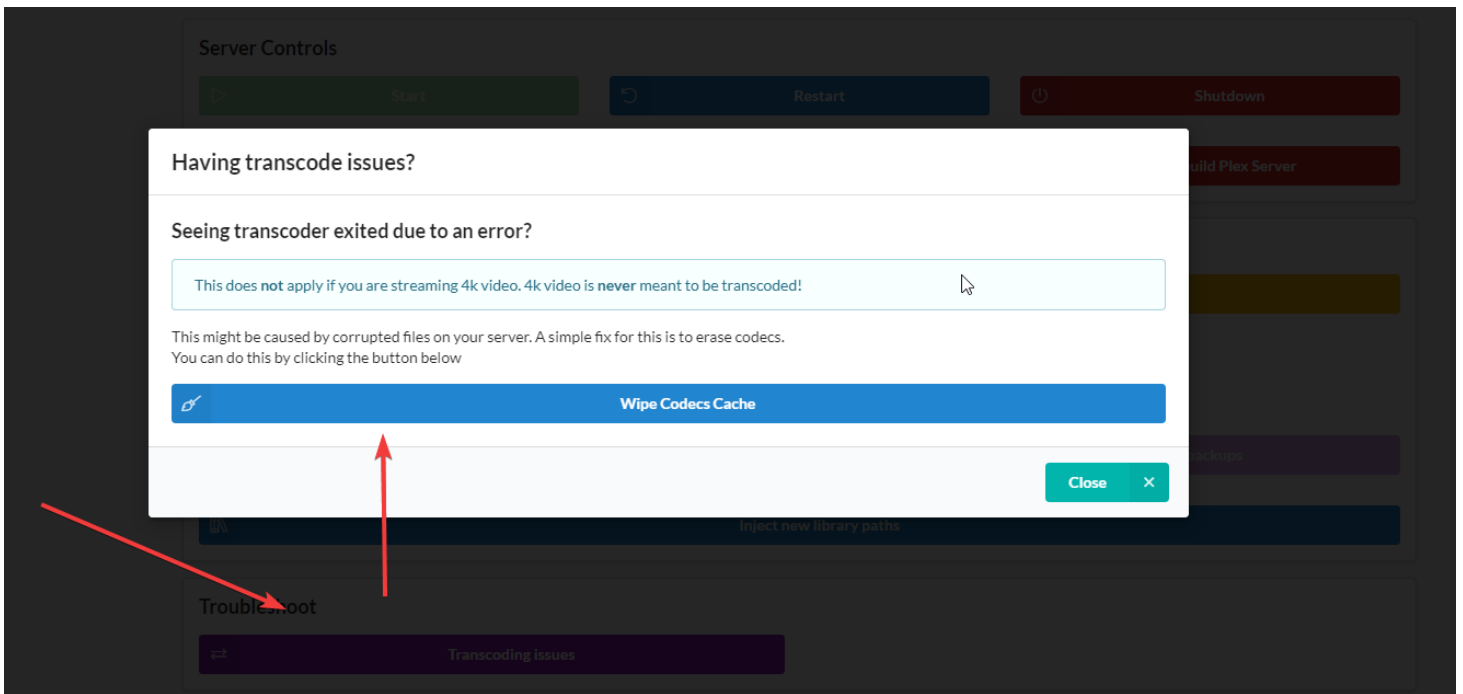 Server Controls
Start
Restart
Shutdown
Having transcode issues?
uild Plex Server
Seeing transcoder exited due to an error?
This does not apply if you are streaming 4k video. 4k video is never meant to be transcoded!
This might be caused by corrupted files on your server. A simple fix for this is to erase codecs.
You can do this by clicking the button below
Wipe Codecs Cache
backups
Close
Inject new library paths
Troubleshoot
Transcoding issues